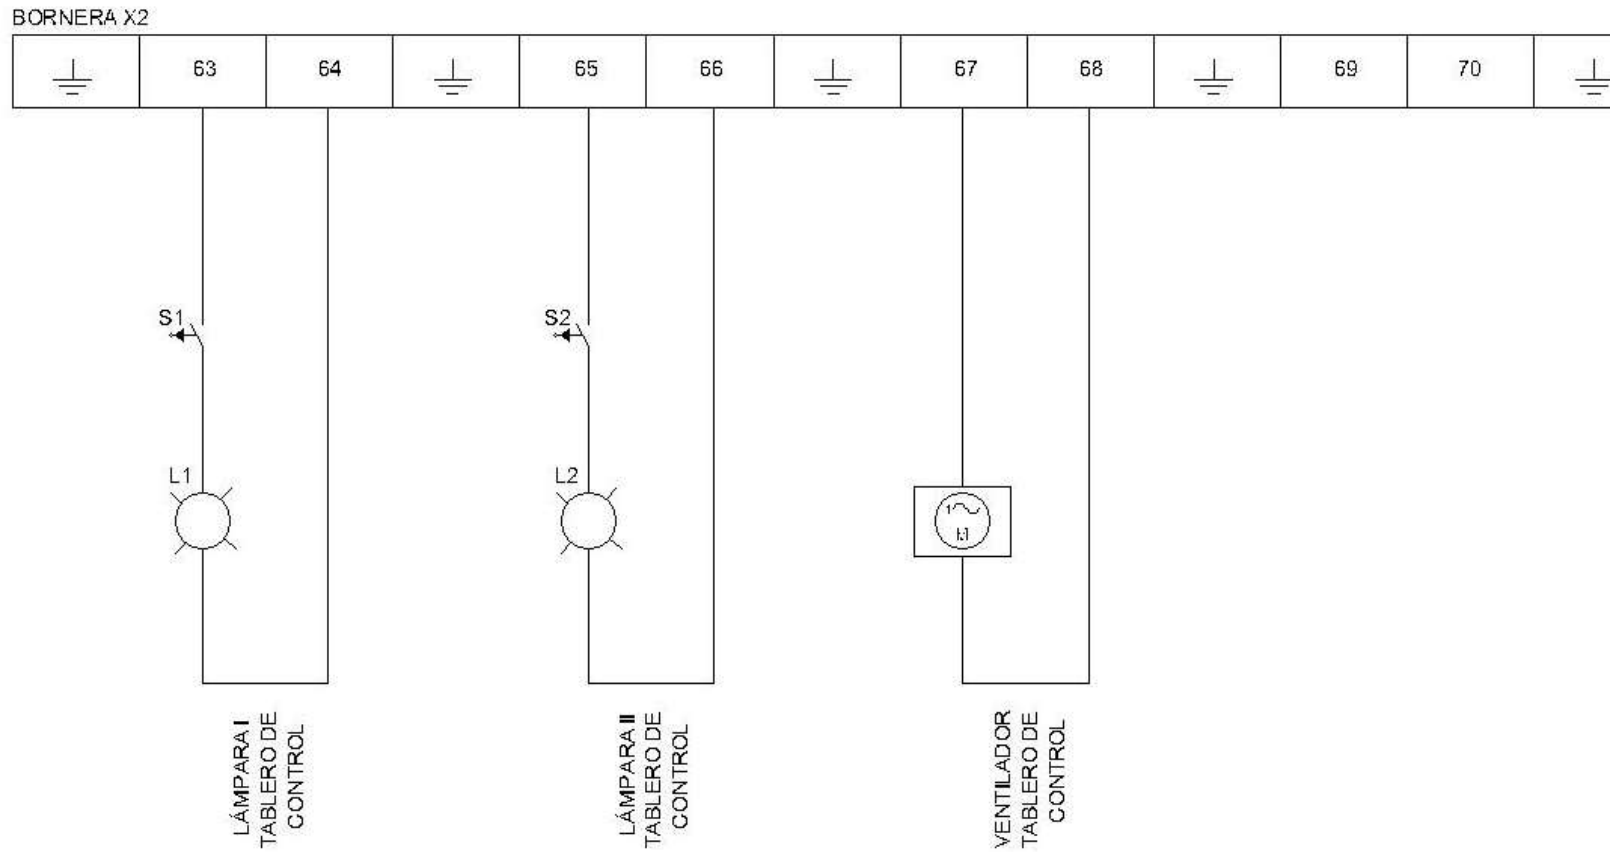 BORNERA X2
63 64 65 66 67 68 69 70
S1 S2
L1 L2
1 M
LÁMPARA I
TABLERO DE
CONTROL
LÁMPARA II
TABLERO DE
CONTROL
VENTILADOR
TABLERO DE
CONTROL